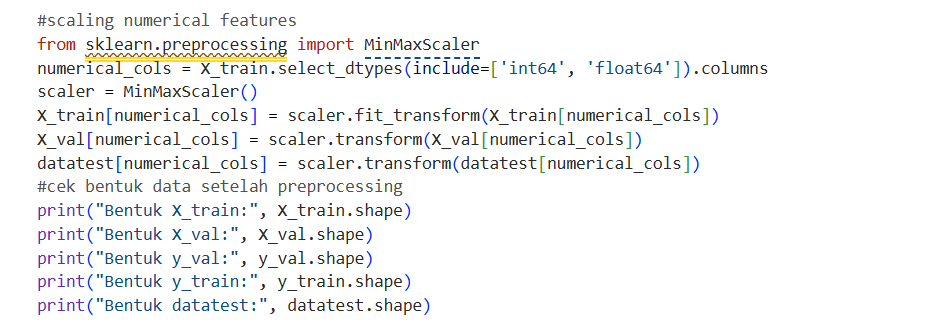 #scaling numerical features
from sklearn.preprocessing import MinMaxScaler
numerical_cols = X_train.select_dtypes(include=['int64', 'float64']).columns
scaler = MinMaxScaler()
X_train[numerical_cols] = scaler.fit_transform(X_train[numerical_cols])
X_val[numerical_cols] = scaler.transform(X_val[numerical_cols])
datatest[numerical_cols] = scaler.transform(datatest[numerical_cols])
#cek bentuk data setelah preprocessing
print("Bentuk X_train:", X_train.shape)
print("Bentuk X_val:", X_val.shape)
print("Bentuk y_val:", y_val.shape)
print("Bentuk y_train:", y_train.shape)
print("Bentuk datatest:", datatest.shape)